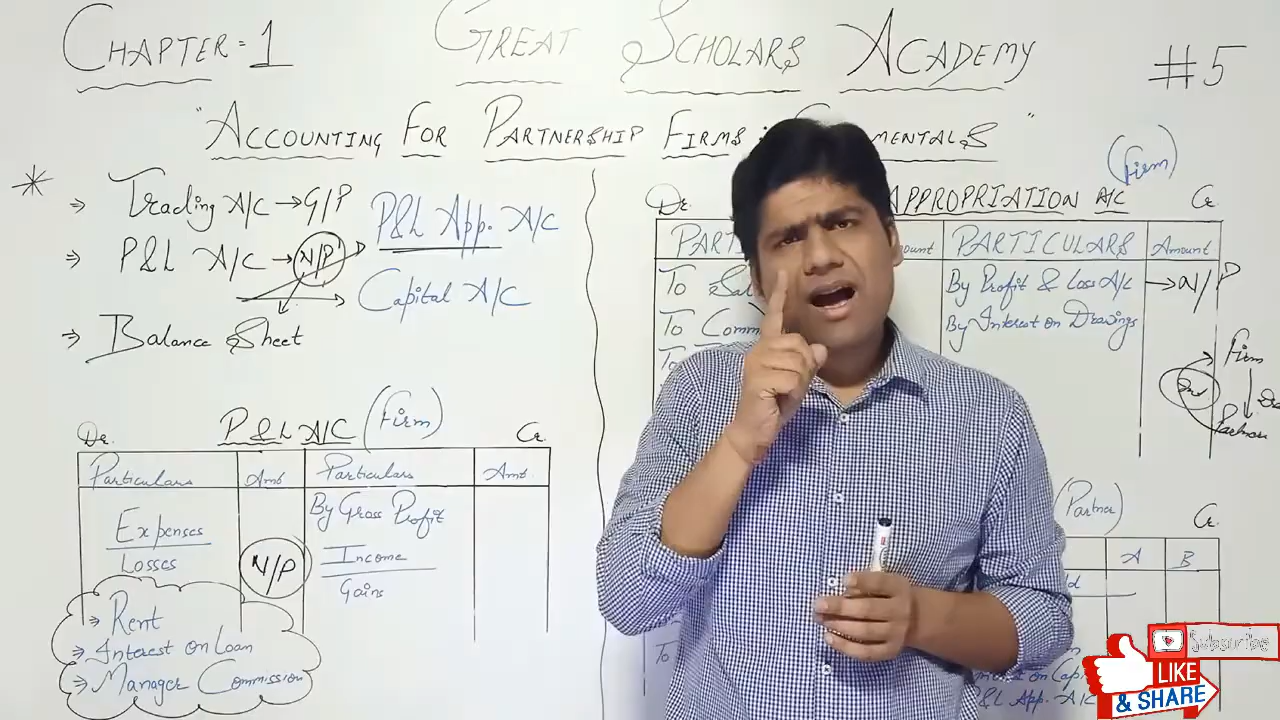 CHAPTER = 1
GREAT SCHOLARS ACADEMY
#5
"ACCOUNTING FOR PARTNERSHIP FIRMS :
MENTALS"
⇒ Trading A/C → G/P
⇒ P&L A/C → N/P
⇒ Balance Sheet
P&L App. A/C
Capital A/C
Dr. P&L A/C (Firm) Cr.
Particulars Amt Particulars Amt.
Expenses
Losses
N/P
By Gross Profit
Income
Gains
⇒ Rent
⇒ Interest on Loan
⇒ Manager Commission
(Firm)
Dr. APPROPRIATION A/C Cr.
PARTICULARS Amount
To
To
To
By Profit & Loss A/C → N/P
By Interest on Drawings
Firm
(Partner) Cr.
A B
To
P&L App. A/C
Subscribe
LIKE
& SHARE